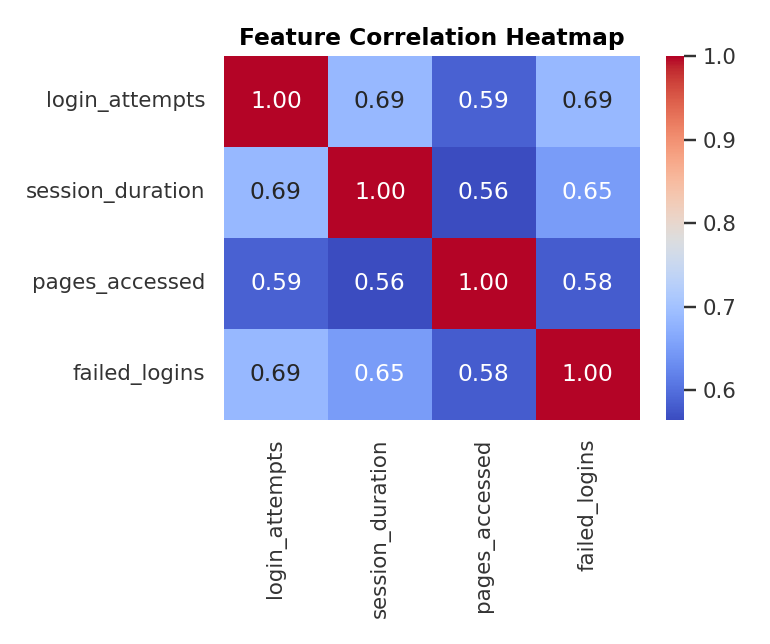 Feature Correlation Heatmap
login_attempts 1.00 0.69 0.59 0.69
session_duration 0.69 1.00 0.56 0.65
pages_accessed 0.59 0.56 1.00 0.58
failed_logins 0.69 0.65 0.58 1.00
login_attempts
session_duration
pages_accessed
failed_logins
1.0
0.9
0.8
0.7
0.6